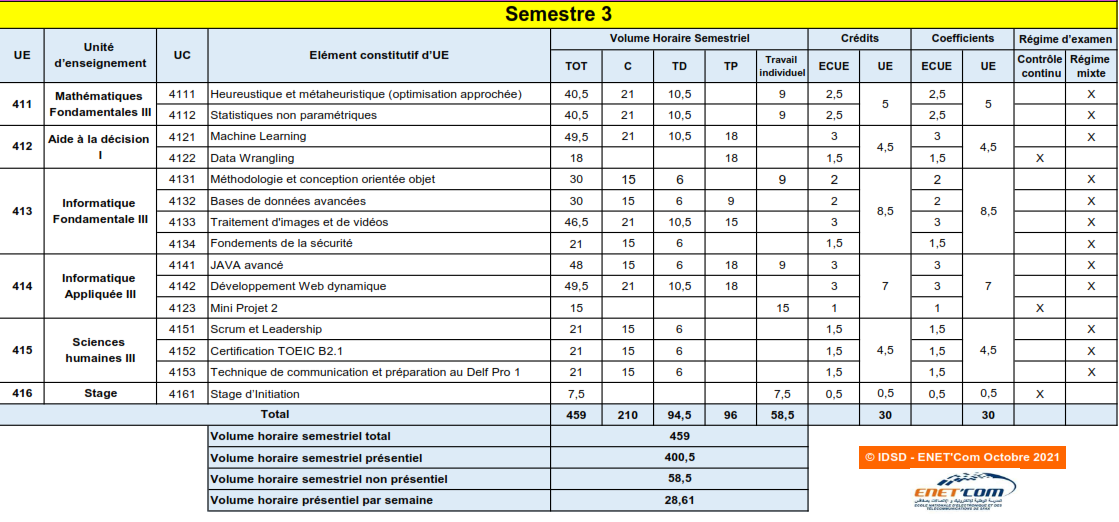 Semestre 3
UE Unité d'enseignement UC Elément constitutif d'UE Volume Horaire Semestriel Crédits Coefficients Régime d'examen
TOT C TD TP Travail individuel ECUE UE ECUE UE Contrôle continu Régime mixte
411 Mathématiques Fondamentales III 4111 Heureustique et métaheuristique (optimisation approchée) 40,5 21 10,5 9 2,5 5 2,5 5 X
4112 Statistiques non paramétriques 40,5 21 10,5 9 2,5 2,5 X
412 Aide à la décision I 4121 Machine Learning 49,5 21 10,5 18 3 4,5 3 4,5 X
4122 Data Wrangling 18 18 1,5 1,5 X
413 Informatique Fondamentale III 4131 Méthodologie et conception orientée objet 30 15 6 9 2 8,5 2 8,5 X
4132 Bases de données avancées 30 15 6 9 2 2 X
4133 Traitement d'images et de vidéos 46,5 21 10,5 15 3 3 X
4134 Fondements de la sécurité 21 15 6 1,5 1,5 X
414 Informatique Appliquée III 4141 JAVA avancé 48 15 6 18 9 3 7 3 7 X
4142 Développement Web dynamique 49,5 21 10,5 18 3 3 X
4123 Mini Projet 2 15 15 1 1 X
415 Sciences humaines III 4151 Scrum et Leadership 21 15 6 1,5 4,5 1,5 4,5 X
4152 Certification TOEIC B2.1 21 15 6 1,5 1,5 X
4153 Technique de communication et préparation au Delf Pro 1 21 15 6 1,5 1,5 X
416 Stage 4161 Stage d'Initiation 7,5 7,5 0,5 0,5 0,5 0,5 X
Total 459 210 94,5 96 58,5 30 30
Volume horaire semestriel total 459
Volume horaire semestriel présentiel 400,5
Volume horaire semestriel non présentiel 58,5
Volume horaire présentiel par semaine 28,61
© IDSD - ENET'Com Octobre 2021
ENET'COM
ECOLE NATIONALE D'ELECTRONIQUE ET DES
TELECOMMUNICATIONS DE SFAX